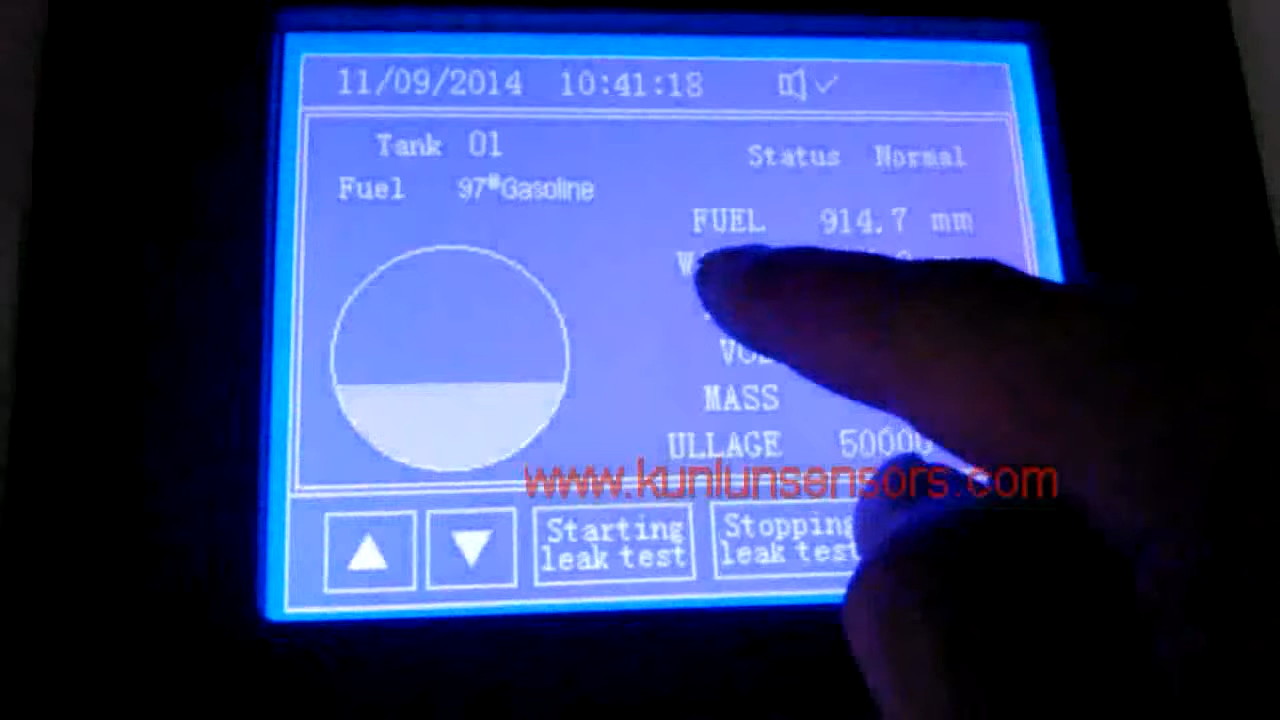 11/09/2014 10:41:18
Tank 01
Status Normal
Fuel 97#Gasoline
FUEL 914.7 mm
MASS
ULLAGE 50000
www.kunlunsensors.com
Starting
leak test
Stopping
leak test